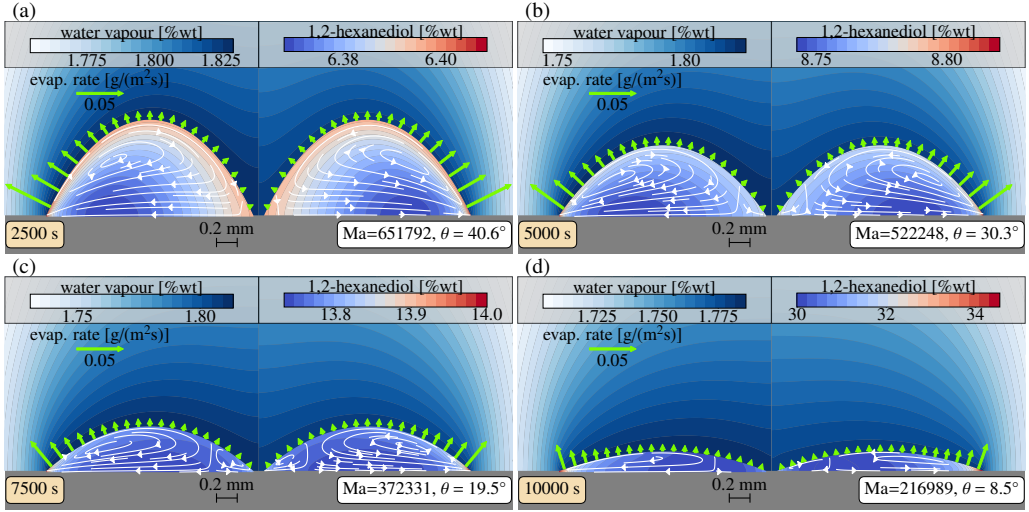 (a)
water vapour [%wt]
1.775 1.800 1.825
1,2-hexanediol [%wt]
6.38 6.40
evap. rate [g/(m²s)]
0.05
2500 s
0.2 mm
Ma=651792, θ = 40.6°
(b)
water vapour [%wt]
1.75 1.80
1,2-hexanediol [%wt]
8.75 8.80
evap. rate [g/(m²s)]
0.05
5000 s
0.2 mm
Ma=522248, θ = 30.3°
(c)
water vapour [%wt]
1.75 1.80
1,2-hexanediol [%wt]
13.8 13.9 14.0
evap. rate [g/(m²s)]
0.05
7500 s
0.2 mm
Ma=372331, θ = 19.5°
(d)
water vapour [%wt]
1.725 1.750 1.775
1,2-hexanediol [%wt]
30 32 34
evap. rate [g/(m²s)]
0.05
10000 s
0.2 mm
Ma=216989, θ = 8.5°